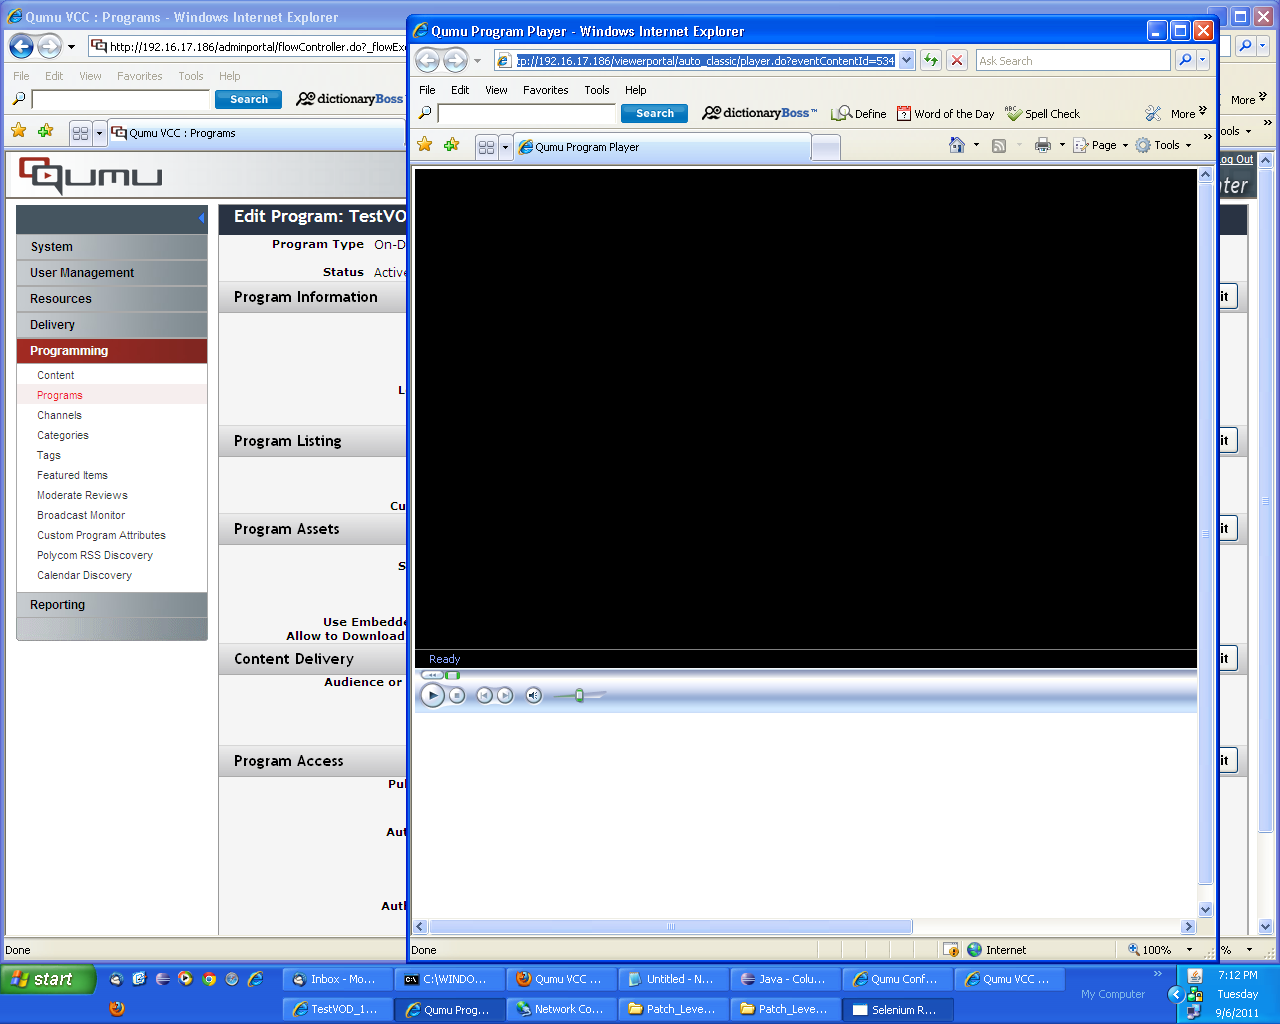 Qumu VCC : Programs - Windows Internet Explorer
http://192.16.17.186/adminportal/flowController.do?_flowExe
File Edit View Favorites Tools Help
Search dictionaryBoss More
Qumu VCC : Programs
ools
QUMU
og Out
nter
System
User Management
Resources
Delivery
Programming
Content
Programs
Channels
Categories
Tags
Featured Items
Moderate Reviews
Broadcast Monitor
Custom Program Attributes
Polycom RSS Discovery
Calendar Discovery
Reporting
Edit Program: TestVO
Program Type On-D
Status Active
Program Information it
L
Program Listing it
Cu
Program Assets it
S
Use Embedde
Allow to Download
Content Delivery it
Audience or
Program Access it
Pul
Aut
Auth
Done
%
Qumu Program Player - Windows Internet Explorer
tp://192.16.17.186/viewerportal/auto_classic/player.do?eventContentId=534
Ask Search
File Edit View Favorites Tools Help
Search dictionaryBoss™ Define Word of the Day ABC Spell Check More
Qumu Program Player
Page Tools
Ready
Done Internet 100%
start
Inbox - Mo... C:\WINDO... Qumu VCC ... Untitled - N... Java - Colu... Qumu Conf... Qumu VCC ...
TestVOD_1... Qumu Prog... Network Co... Patch_Leve... Patch_Leve... Selenium R...
My Computer
7:12 PM
Tuesday
9/6/2011